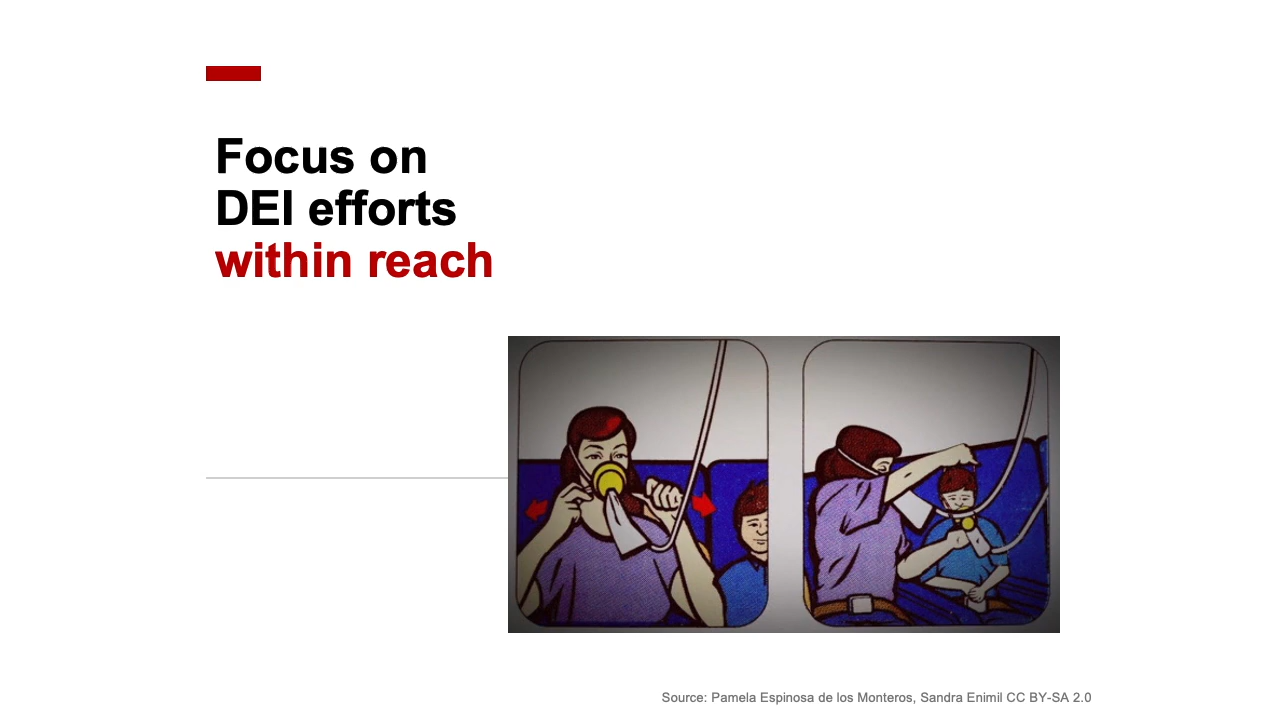 Focus on
DEI efforts
within reach
Source: Pamela Espinosa de los Monteros, Sandra Enimil CC BY-SA 2.0